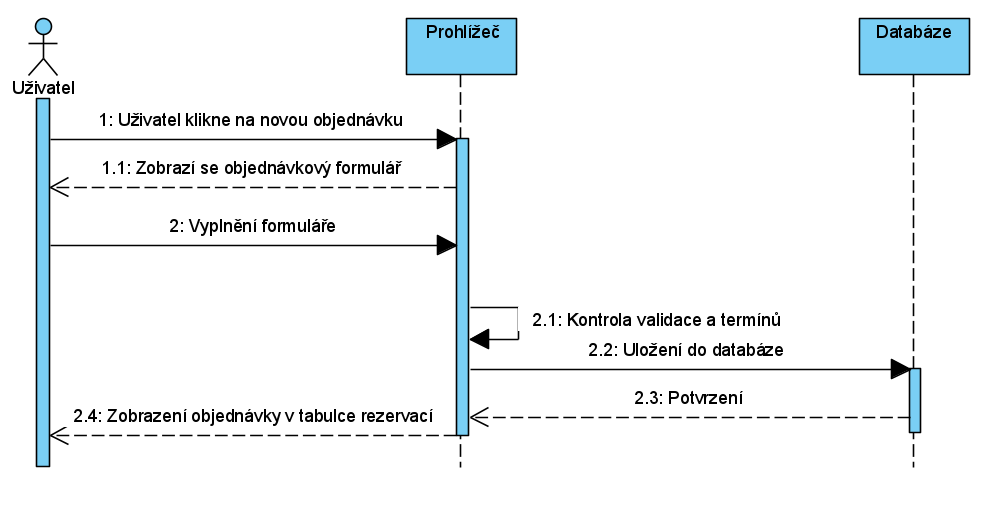 Prohlížeč
Databáze
Uživatel
1: Uživatel klikne na novou objednávku
1.1: Zobrazí se objednávkový formulář
2: Vyplnění formuláře
2.1: Kontrola validace a termínů
2.2: Uložení do databáze
2.3: Potvrzení
2.4: Zobrazení objednávky v tabulce rezervací